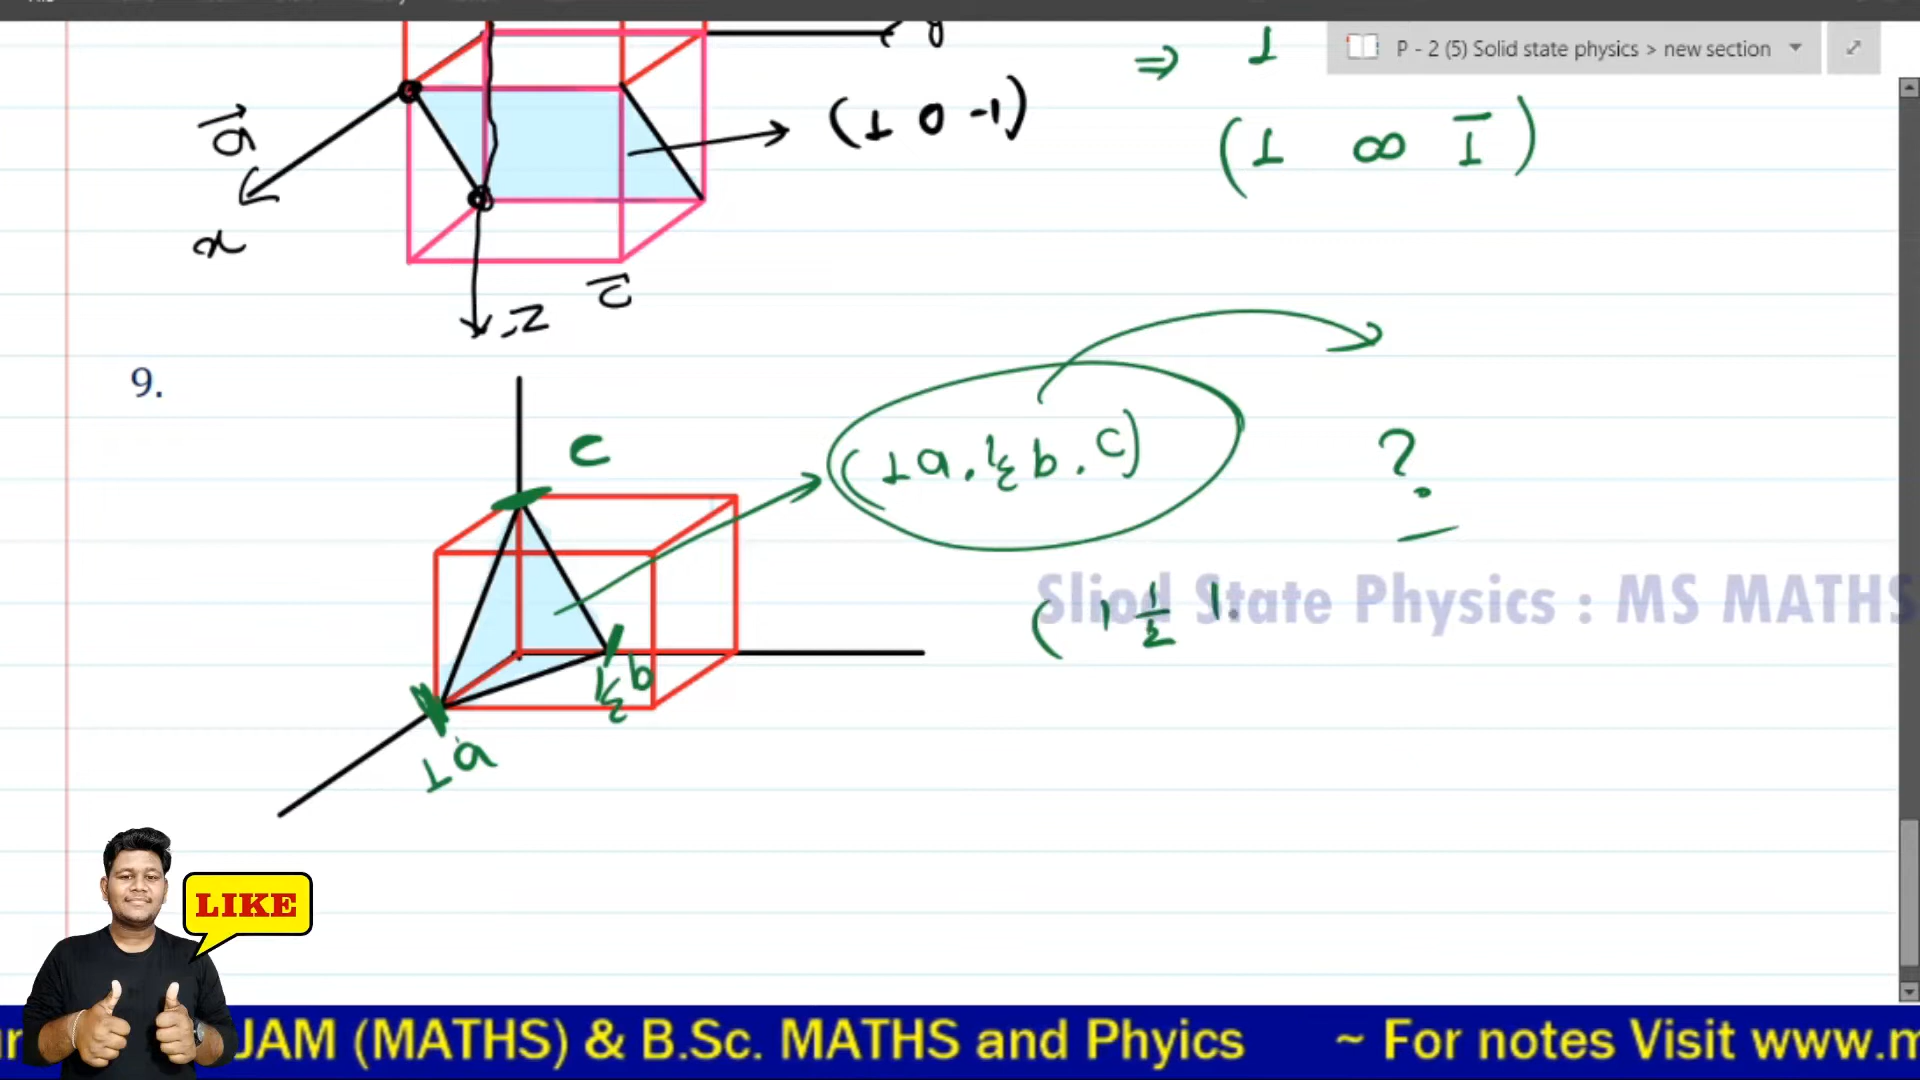 P - 2 (5) Solid state physics > new section
⇒ 1
y
(1 0 -1)
(1 ∞ 1̅)
a⃗
x
c̅
-z
9.
c
(1a, ½b, c)
?
Sliod State Physics : MS MATHS
( 1 ½ 1
½b
1a
LIKE
JAM (MATHS) & B.Sc. MATHS and Phyics ~ For notes Visit www.m